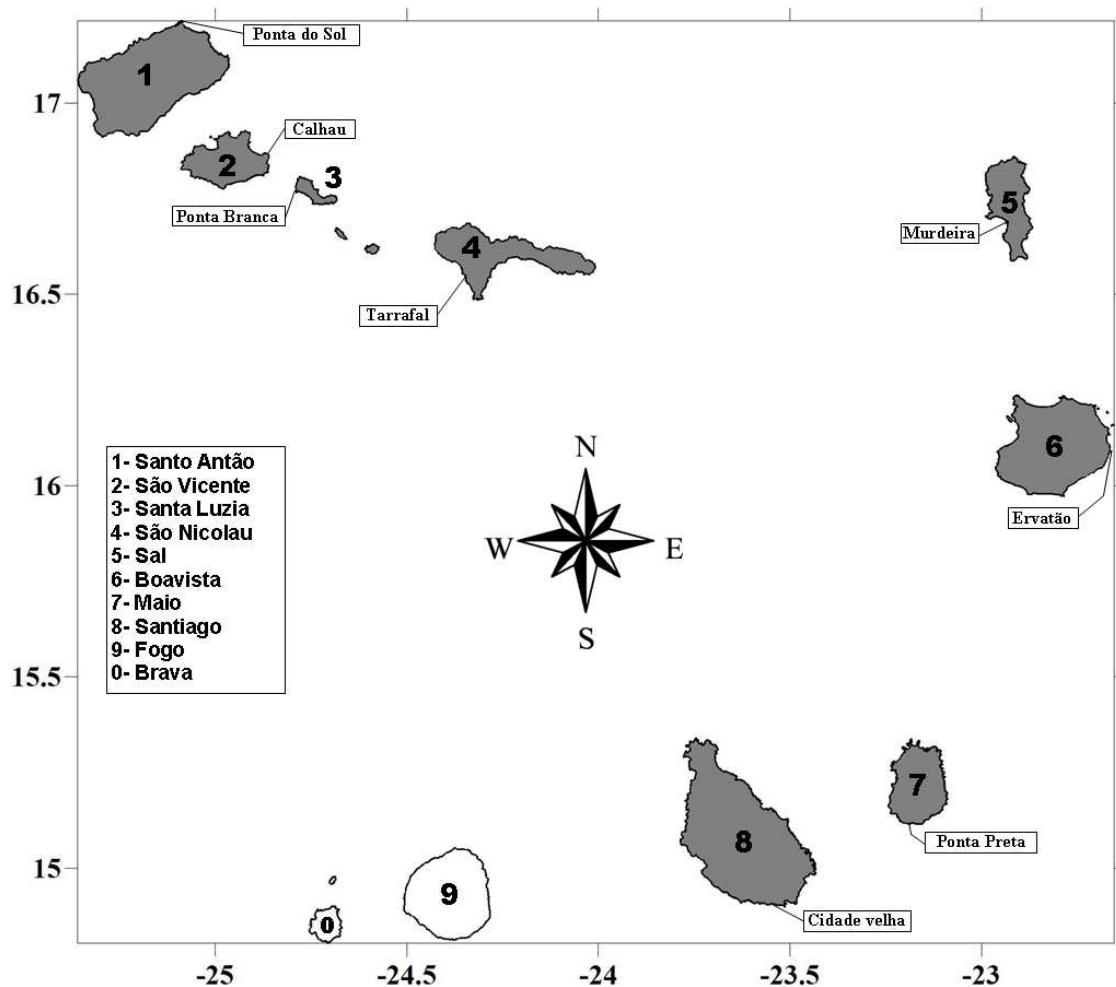 Ponta do Sol
1
17
Calhau
2
3
Ponta Branca
4
5
Murdeira
16.5
Tarrafal
6
1- Santo Antão
2- São Vicente
3- Santa Luzia
4- São Nicolau
5- Sal
6- Boavista
7- Maio
8- Santiago
9- Fogo
0- Brava
16
N
W
E
S
Ervatão
15.5
7
8
Ponta Preta
15
9
0
Cidade velha
-25
-24.5
-24
-23.5
-23